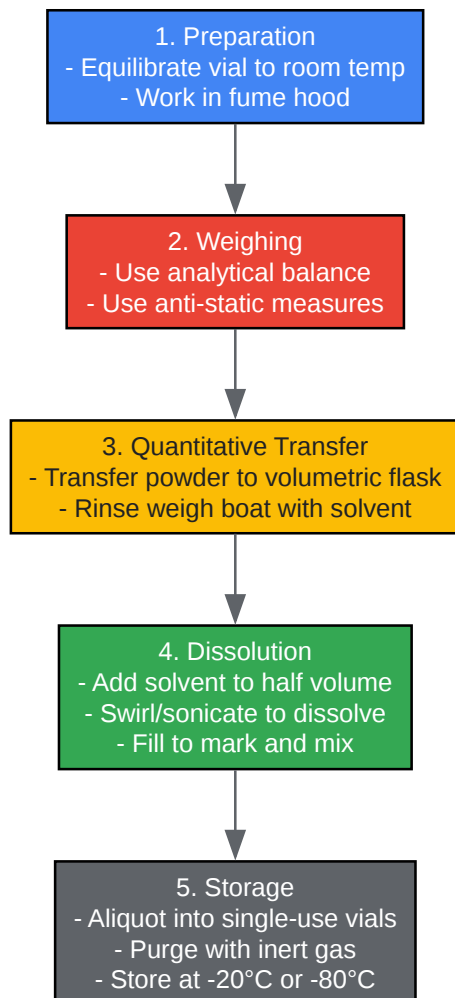 1. Preparation
- Equilibrate vial to room temp
- Work in fume hood
2. Weighing
- Use analytical balance
- Use anti-static measures
3. Quantitative Transfer
- Transfer powder to volumetric flask
- Rinse weigh boat with solvent
4. Dissolution
- Add solvent to half volume
- Swirl/sonicate to dissolve
- Fill to mark and mix
5. Storage
- Aliquot into single-use vials
- Purge with inert gas
- Store at -20°C or -80°C